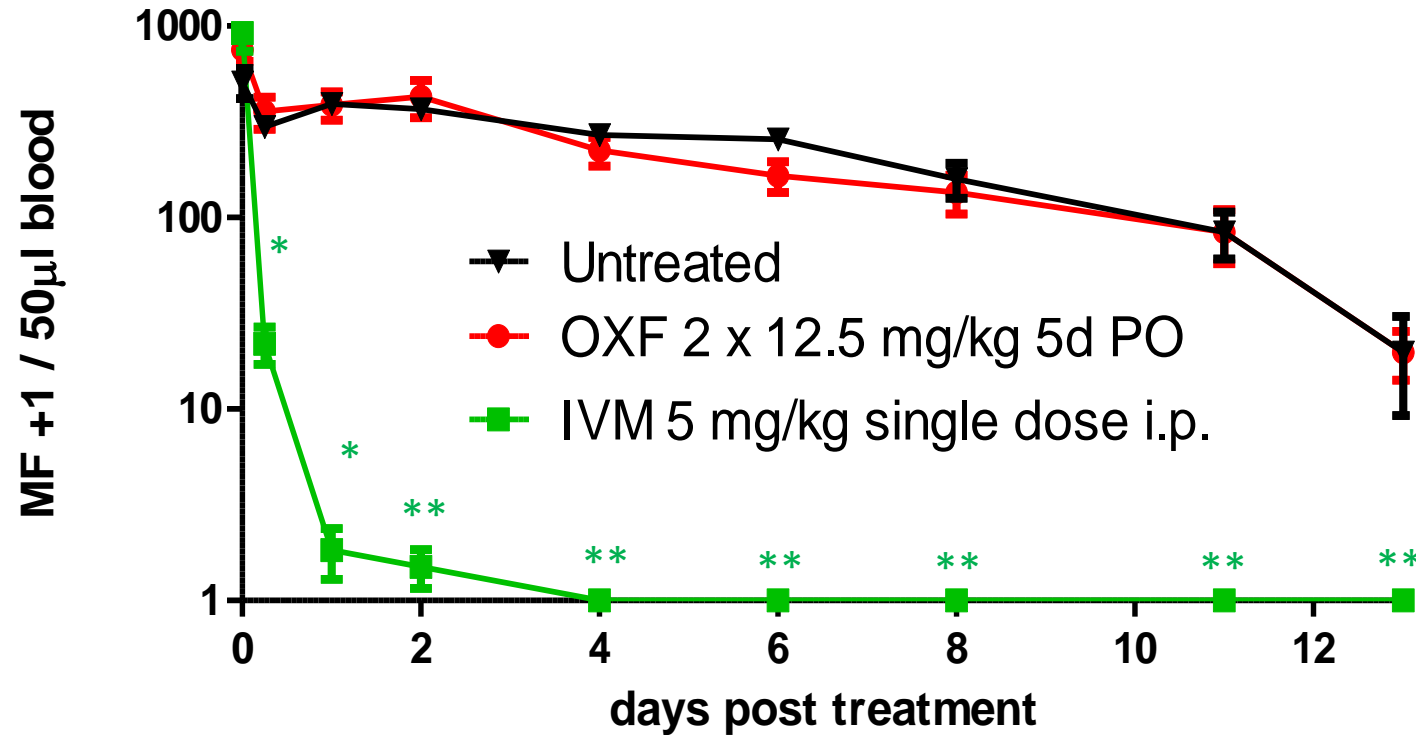 MF +1 / 50µl blood
1000
100
10
1
*
*
**
**
**
**
**
**
Untreated
OXF 2 x 12.5 mg/kg 5d PO
IVM 5 mg/kg single dose i.p.
0 2 4 6 8 10 12
days post treatment